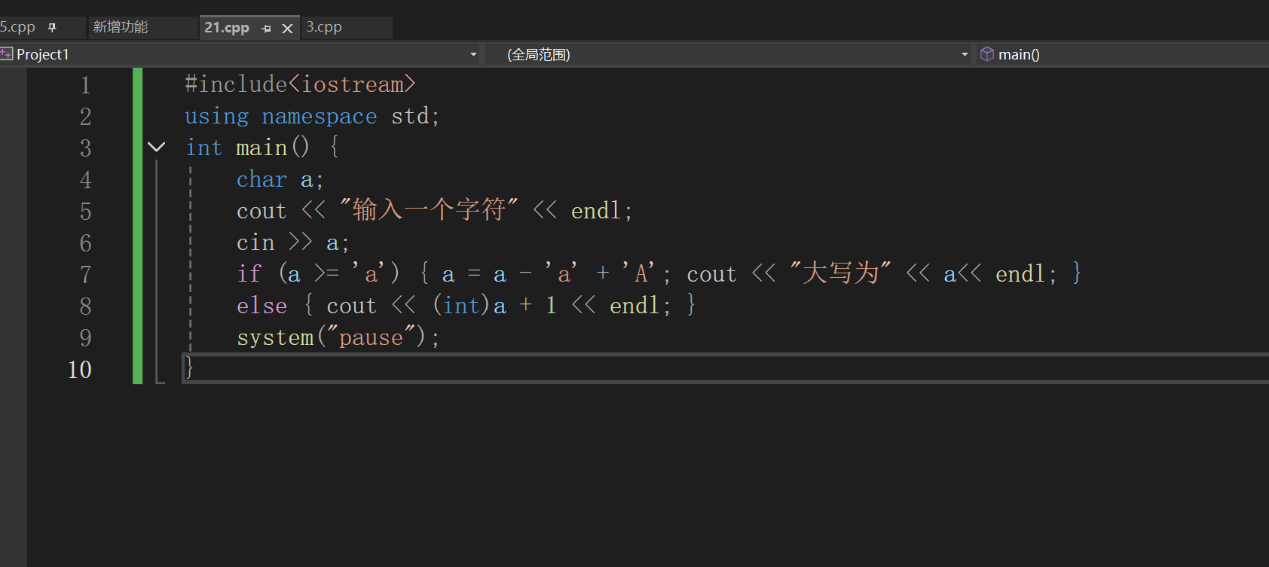 5.cpp 新增功能 21.cpp 3.cpp
Project1 (全局范围) main()
1 #include<iostream>
2 using namespace std;
3 int main() {
4 char a;
5 cout << "输入一个字符" << endl;
6 cin >> a;
7 if (a >= 'a') { a = a - 'a' + 'A'; cout << "大写为" << a<< endl; }
8 else { cout << (int)a + 1 << endl; }
9 system("pause");
10 }